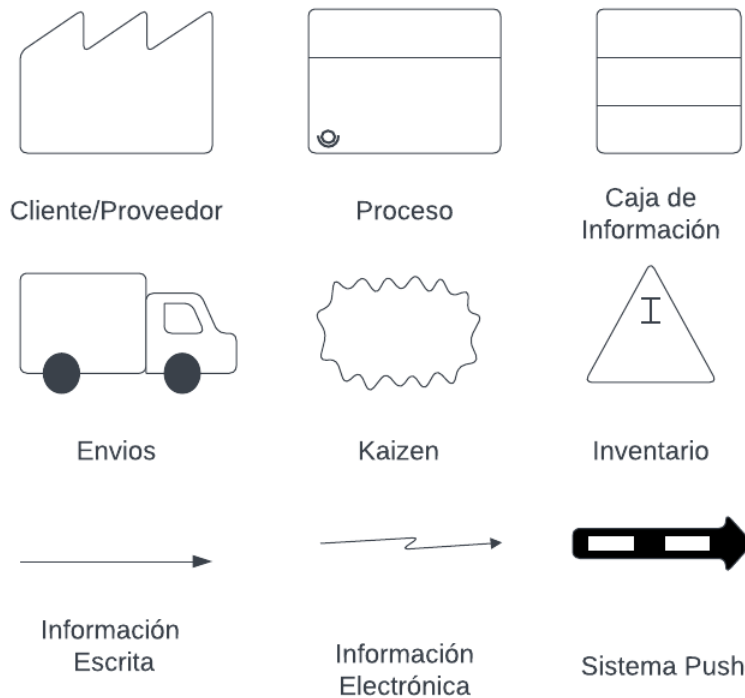 Cliente/Proveedor
Proceso
Caja de
Información
I
Envios
Kaizen
Inventario
Información
Escrita
Información
Electrónica
Sistema Push